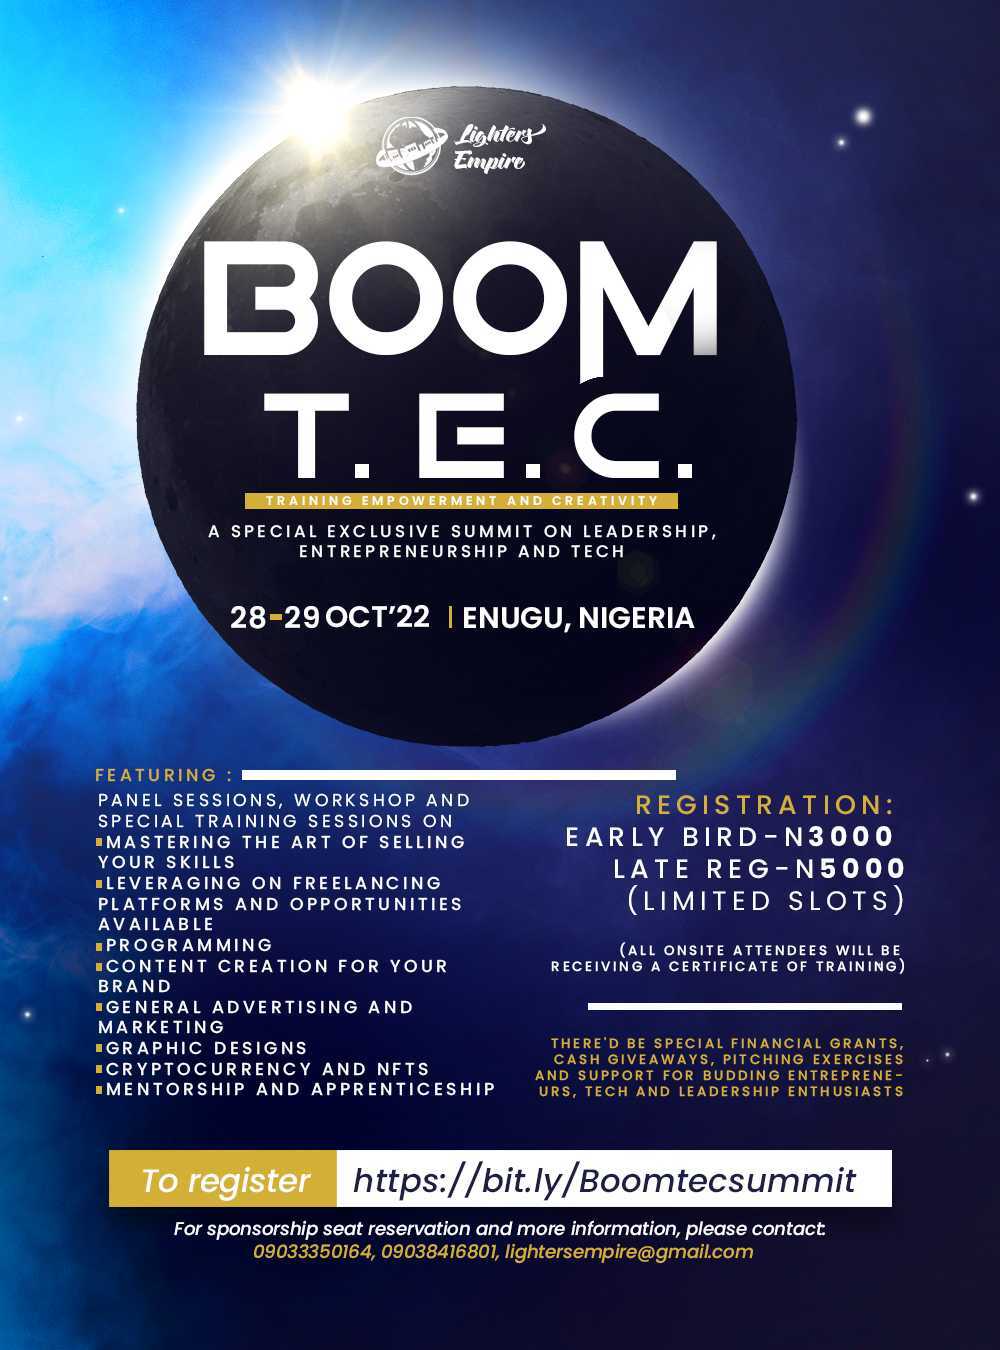 Lighters
Empire
BOOM
T.E.C.
TRAINING EMPOWERMENT AND CREATIVITY
A SPECIAL EXCLUSIVE SUMMIT ON LEADERSHIP,
ENTREPRENEURSHIP AND TECH
28-29 OCT'22 | ENUGU, NIGERIA
FEATURING :
PANEL SESSIONS, WORKSHOP AND
SPECIAL TRAINING SESSIONS ON
MASTERING THE ART OF SELLING
YOUR SKILLS
LEVERAGING ON FREELANCING
PLATFORMS AND OPPORTUNITIES
AVAILABLE
PROGRAMMING
CONTENT CREATION FOR YOUR
BRAND
GENERAL ADVERTISING AND
MARKETING
GRAPHIC DESIGNS
CRYPTOCURRENCY AND NFTS
MENTORSHIP AND APPRENTICESHIP
REGISTRATION:
EARLY BIRD-N3000
LATE REG-N5000
(LIMITED SLOTS)
(ALL ONSITE ATTENDEES WILL BE
RECEIVING A CERTIFICATE OF TRAINING)
THERE'D BE SPECIAL FINANCIAL GRANTS,
CASH GIVEAWAYS, PITCHING EXERCISES
AND SUPPORT FOR BUDDING ENTREPRENE-
URS, TECH AND LEADERSHIP ENTHUSIASTS
To register https://bit.ly/Boomtecsummit
For sponsorship seat reservation and more information, please contact:
09033350164, 09038416801, lightersempire@gmail.com